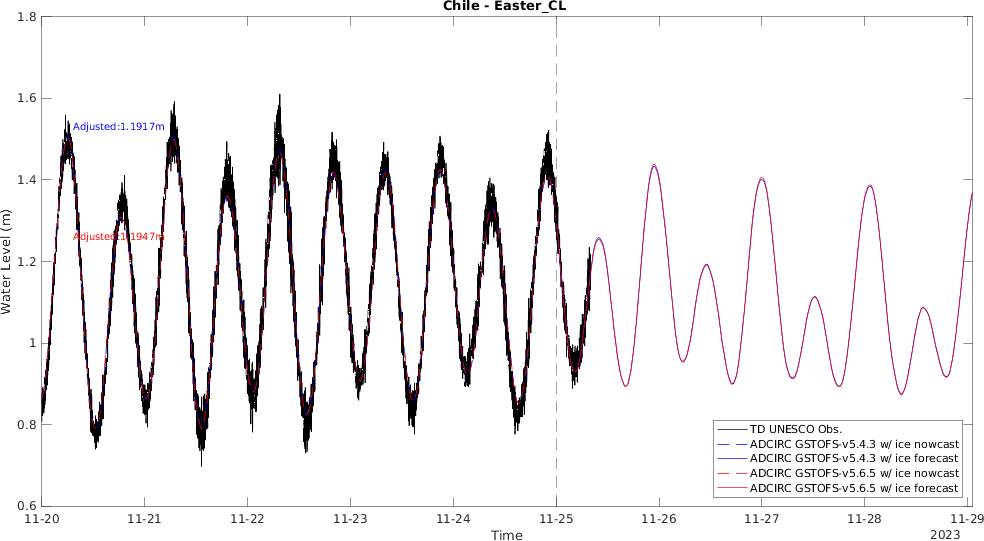 Chile - Easter_CL
1.8
1.6
1.4
1.2
1
0.8
0.6
Water Level (m)
Adjusted:1.1917m
Adjusted:1.1947m
TD UNESCO Obs.
ADCIRC GSTOFS-v5.4.3 w/ ice nowcast
ADCIRC GSTOFS-v5.4.3 w/ ice forecast
ADCIRC GSTOFS-v5.6.5 w/ ice nowcast
ADCIRC GSTOFS-v5.6.5 w/ ice forecast
11-20 11-21 11-22 11-23 11-24 11-25 11-26 11-27 11-28 11-29
Time
2023